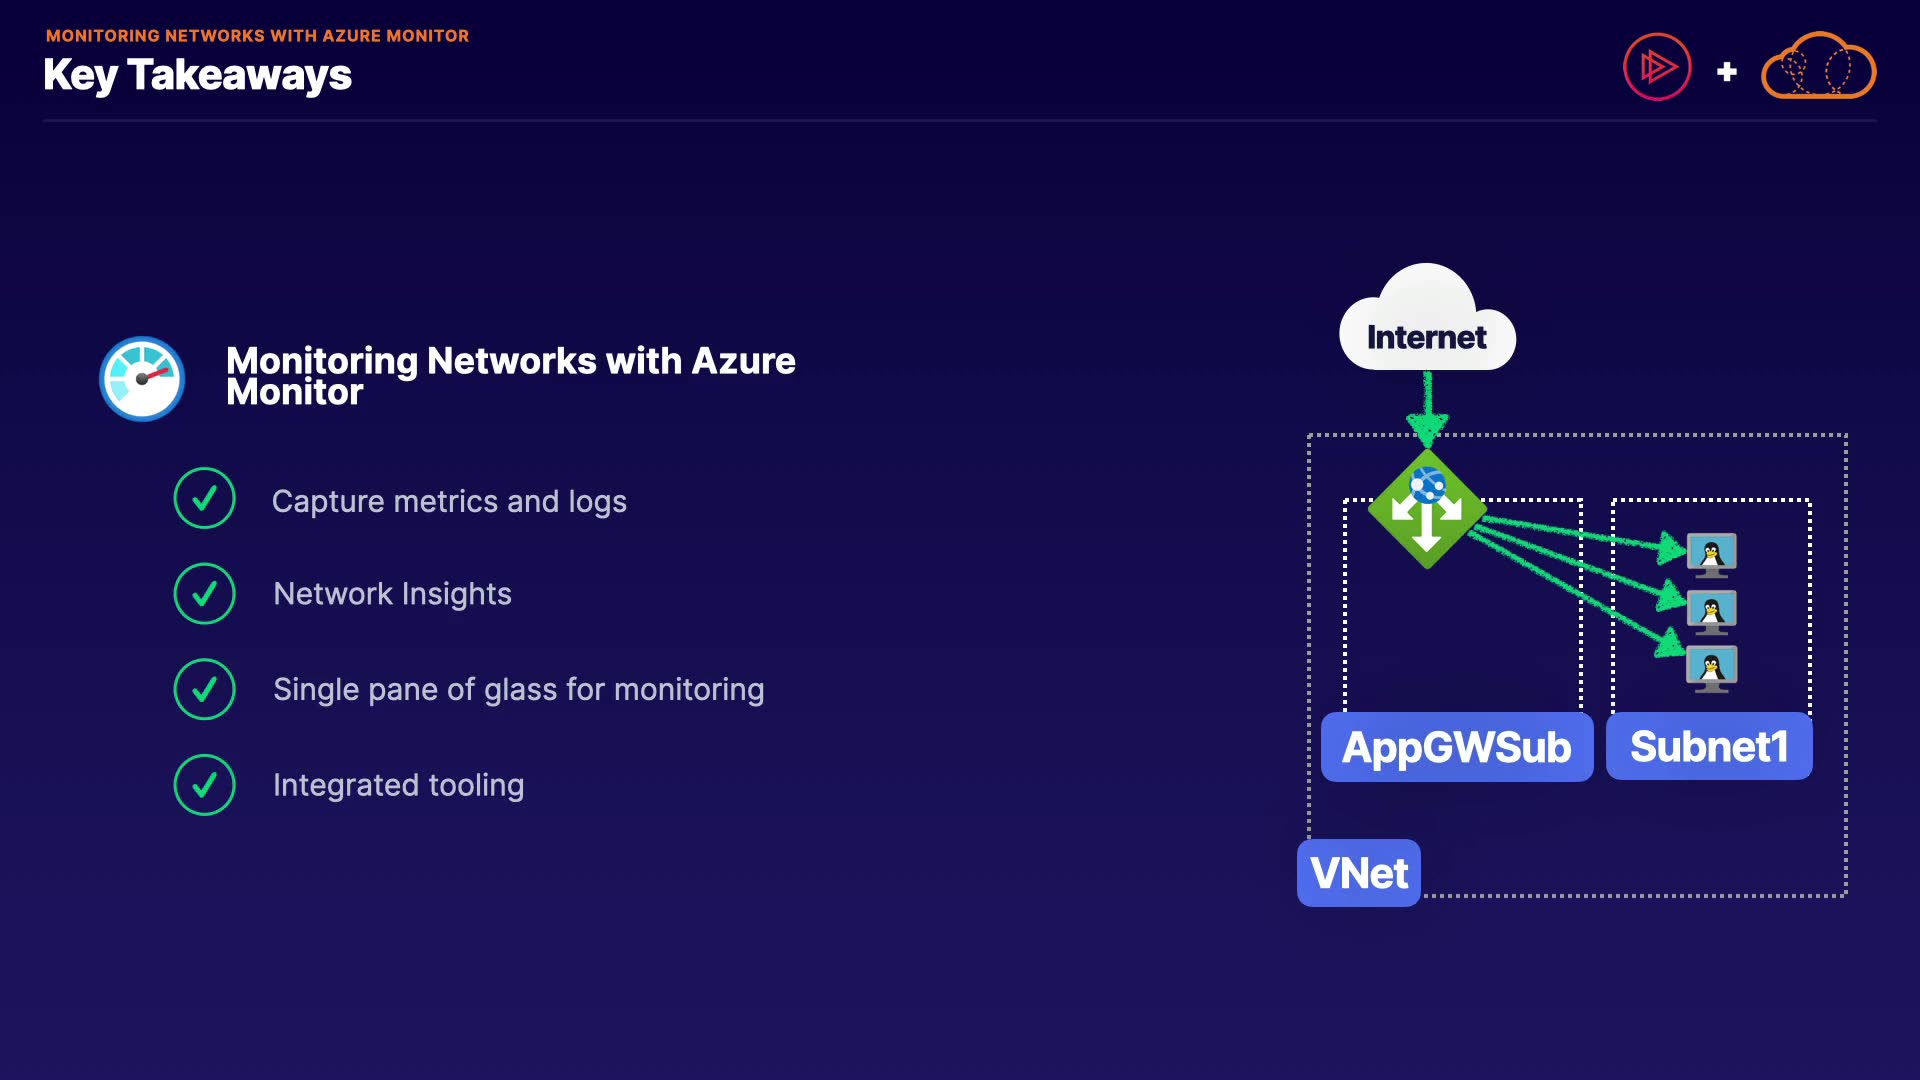 MONITORING NETWORKS WITH AZURE MONITOR
Key Takeaways
+
Monitoring Networks with Azure
Monitor
Capture metrics and logs
Network Insights
Single pane of glass for monitoring
Integrated tooling
Internet
AppGWSub
Subnet1
VNet